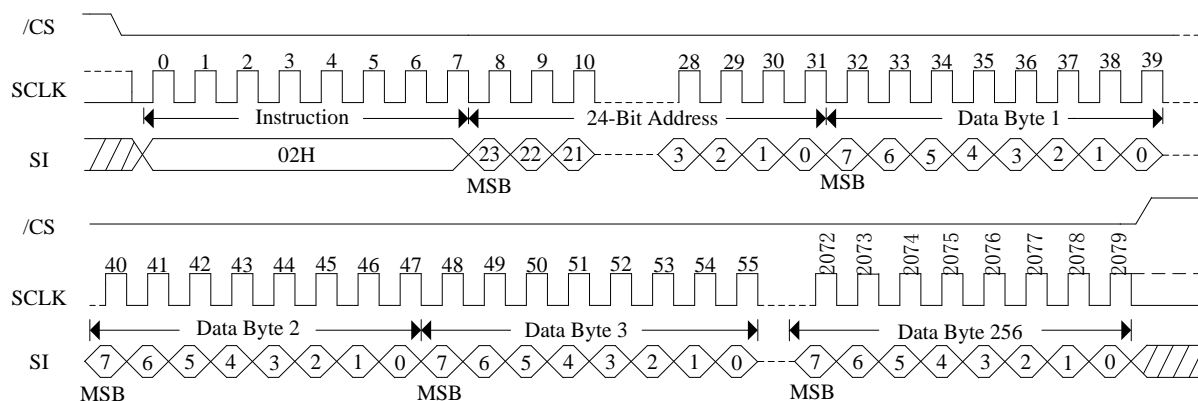 /CS
0 1 2 3 4 5 6 7 8 9 10 28 29 30 31 32 33 34 35 36 37 38 39
SCLK
Instruction 24-Bit Address Data Byte 1
SI 02H 23 22 21 3 2 1 0 7 6 5 4 3 2 1 0
MSB MSB
/CS
40 41 42 43 44 45 46 47 48 49 50 51 52 53 54 55 2072 2073 2074 2075 2076 2077 2078 2079
SCLK
Data Byte 2 Data Byte 3 Data Byte 256
SI 7 6 5 4 3 2 1 0 7 6 5 4 3 2 1 0 7 6 5 4 3 2 1 0
MSB MSB MSB